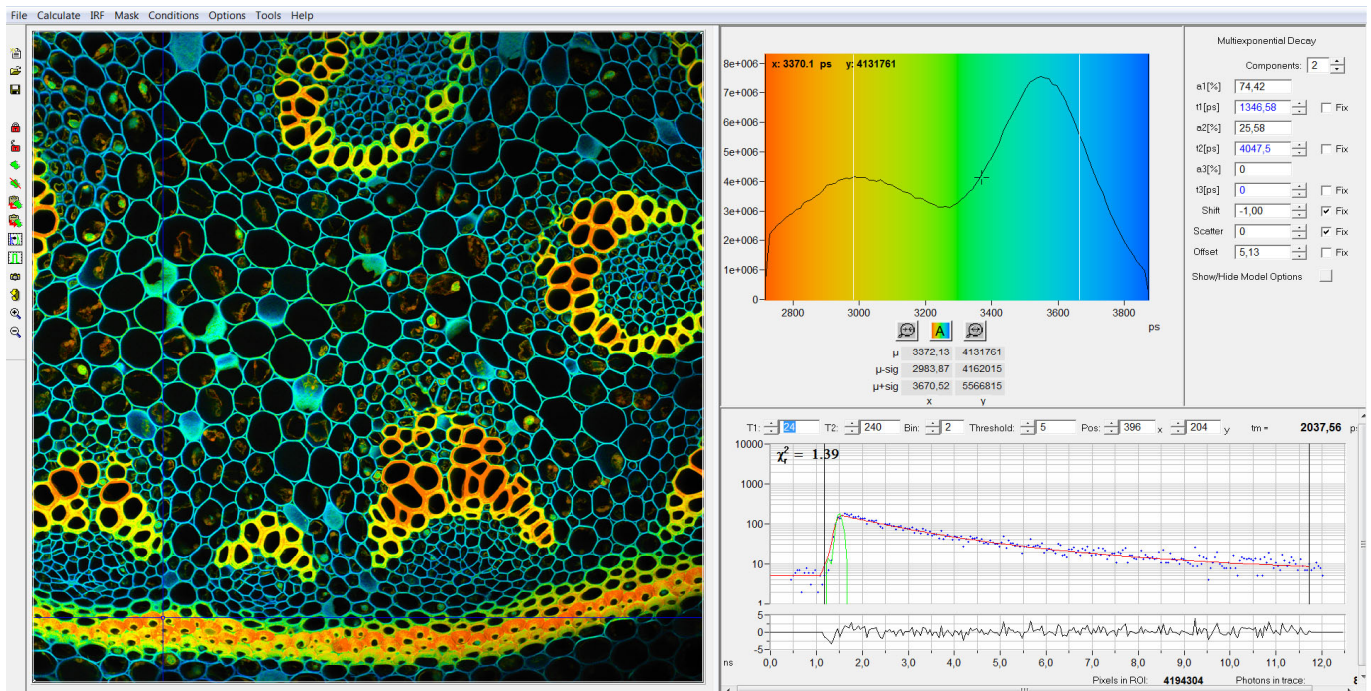 File Calculate IRF Mask Conditions Options Tools Help
x: 3370.1 ps y: 4131761
8e+006
7e+006
6e+006
5e+006
4e+006
3e+006
2e+006
1e+006
0
2800 3000 3200 3400 3600 3800
ps
A
μ 3372,13 4131761
μ-sig 2983,87 4162015
μ+sig 3670,52 5566815
x y
Multiexponential Decay
Components: 2
a1[%] 74,42
t1[ps] 1346,58 Fix
a2[%] 25,58
t2[ps] 4047,5 Fix
a3[%] 0
t3[ps] 0 Fix
Shift -1,00 Fix
Scatter 0 Fix
Offset 5,13 Fix
Show/Hide Model Options
T1: 24 T2: 240 Bin: 2 Threshold: 5 Pos: 396 x 204 y tm = 2037,56
χ²r = 1.39
10000
1000
100
10
1
5
0
-5
ns 0,0 1,0 2,0 3,0 4,0 5,0 6,0 7,0 8,0 9,0 10,0 11,0 12,0
Pixels in ROI: 4194304 Photons in trace: